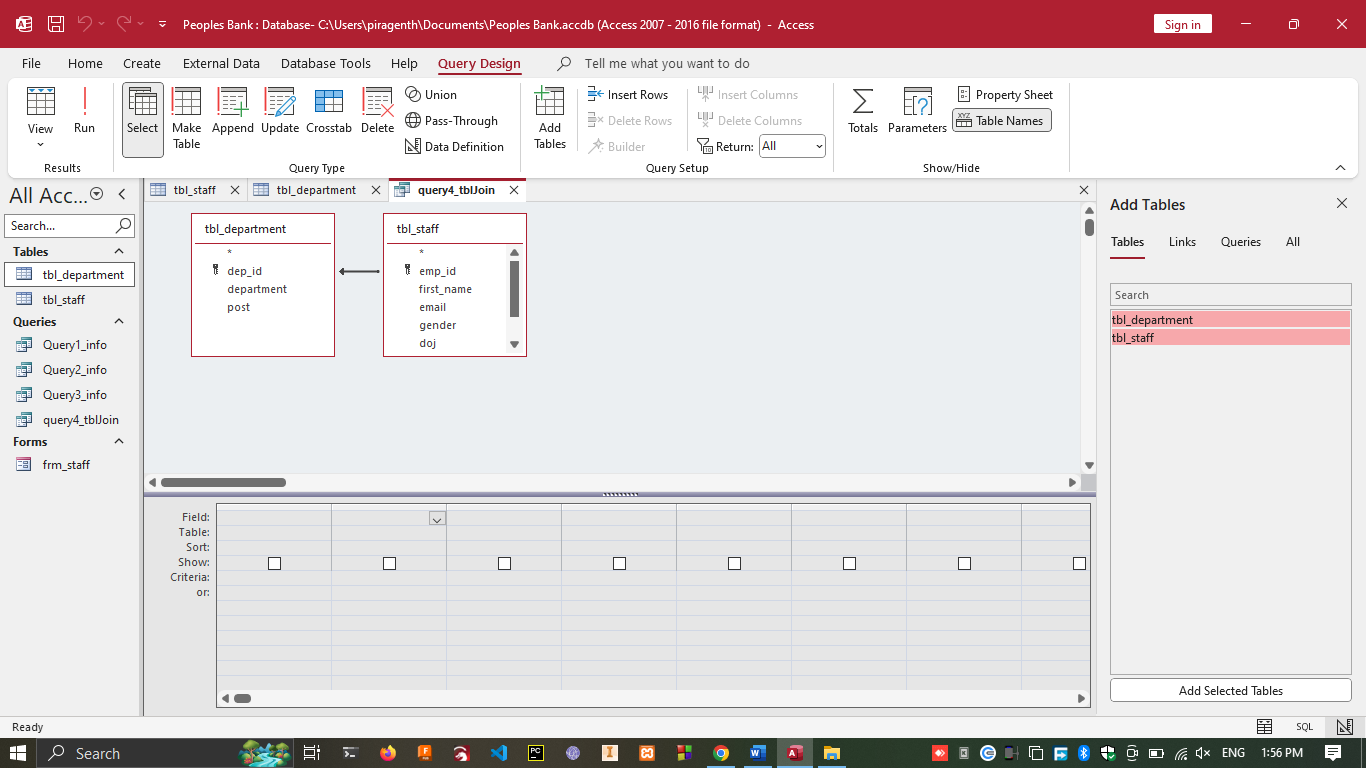 Peoples Bank : Database- C:\Users\piragenth\Documents\Peoples Bank.accdb (Access 2007 - 2016 file format) - Access
Sign in
File Home Create External Data Database Tools Help Query Design Tell me what you want to do
View
Run
Results
Select
Make Table
Append
Update
Crosstab
Delete
Union
Pass-Through
Data Definition
Query Type
Add Tables
Insert Rows
Delete Rows
Builder
Insert Columns
Delete Columns
Return: All
Query Setup
Totals
Parameters
Property Sheet
XYZ Table Names
Show/Hide
All Acc...
Search...
Tables
tbl_department
tbl_staff
Queries
Query1_info
Query2_info
Query3_info
query4_tblJoin
Forms
frm_staff
tbl_staff
tbl_department
query4_tblJoin
tbl_department
*
dep_id
department
post
tbl_staff
*
emp_id
first_name
email
gender
doj
Field:
Table:
Sort:
Show:
Criteria:
or:
Add Tables
Tables Links Queries All
Search
tbl_department
tbl_staff
Add Selected Tables
Ready
SQL
Search
ENG 1:56 PM